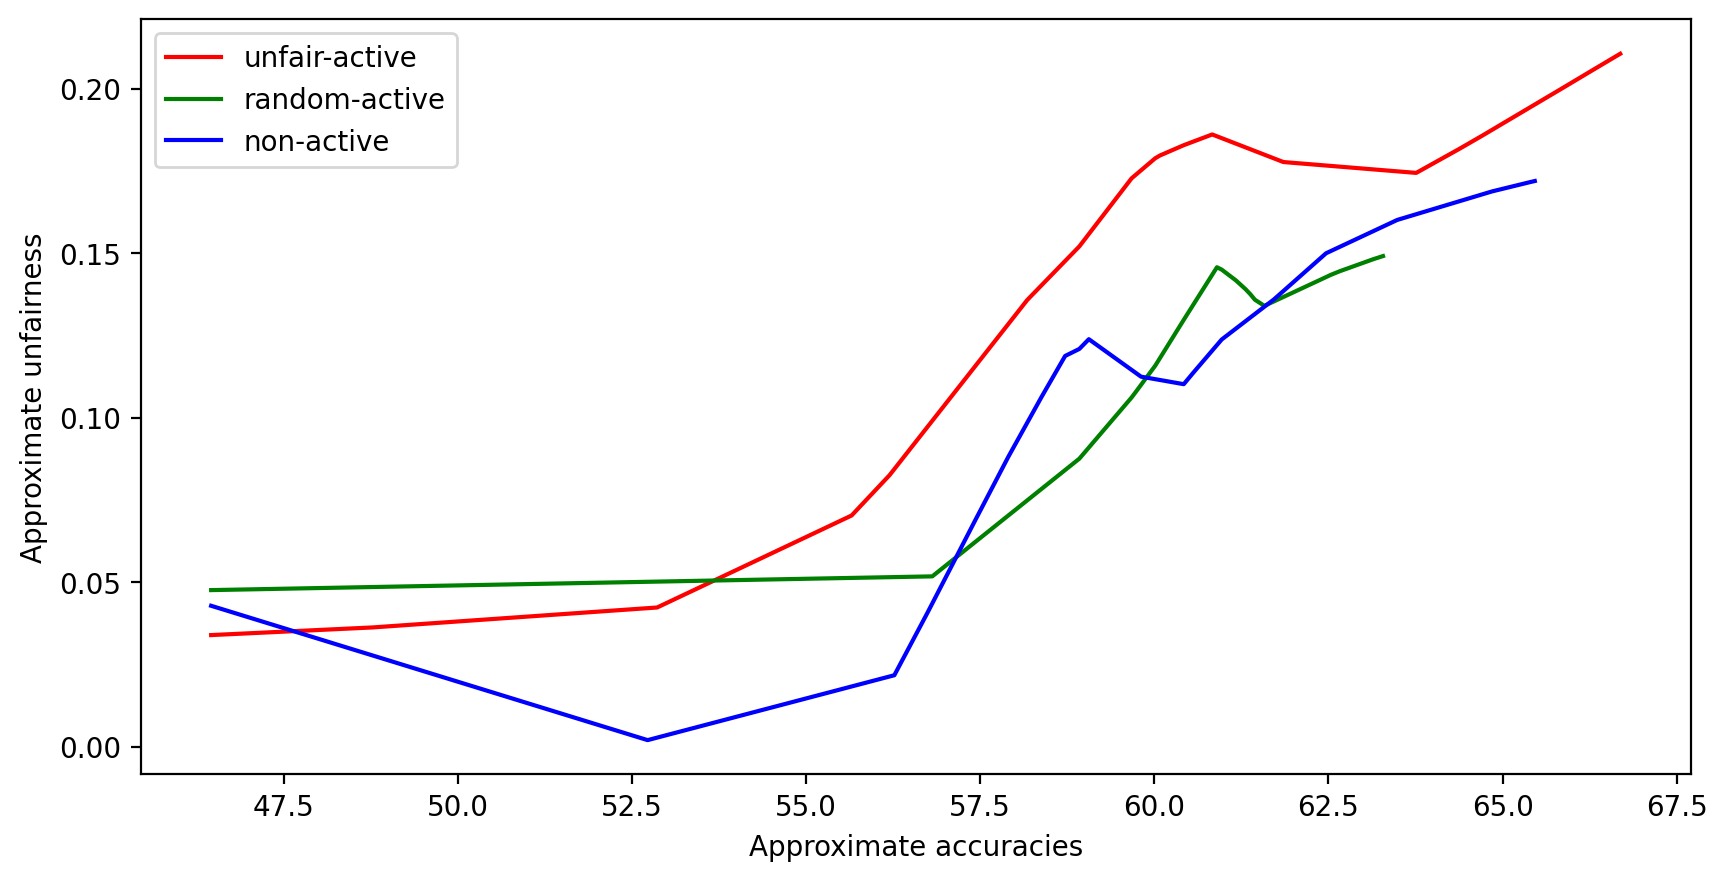 unfair-active
random-active
non-active
0.20
0.15
0.10
0.05
0.00
Approximate unfairness
47.5 50.0 52.5 55.0 57.5 60.0 62.5 65.0 67.5
Approximate accuracies